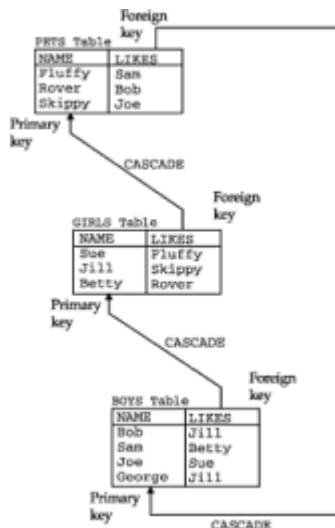 Foreign
key
PETS Table
NAME LIKES
Fluffy Sam
Rover Bob
Skippy Joe
Primary
key
CASCADE
Foreign
key
GIRLS Table
NAME LIKES
Sue Fluffy
Jill Skippy
Betty Rover
Primary
key
CASCADE
Foreign
key
BOYS Table
NAME LIKES
Bob Jill
Sam Betty
Joe Sue
George Jill
Primary
key
CASCADE